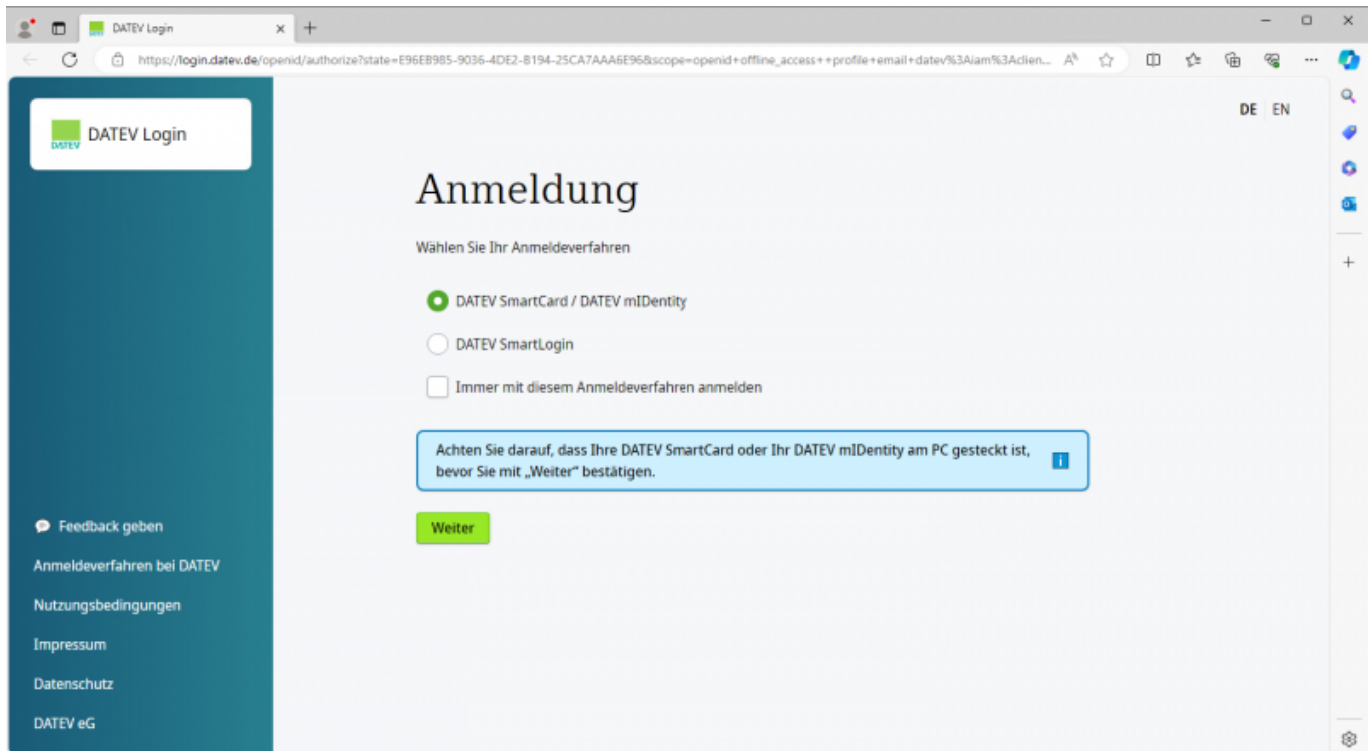 DATEV Login
https://login.datev.de/openid/authorize?state=E96EB985-9036-4DE2-8194-25CA7AAA6E96&scope=openid+offline_access++profile+email+datev%3Aiam%3Aclien...
DATEV
DATEV Login
DE EN
Anmeldung
Wählen Sie Ihr Anmeldeverfahren
DATEV SmartCard / DATEV mIDentity
DATEV SmartLogin
Immer mit diesem Anmeldeverfahren anmelden
Achten Sie darauf, dass Ihre DATEV SmartCard oder Ihr DATEV mIDentity am PC gesteckt ist,
bevor Sie mit „Weiter“ bestätigen.
Weiter
Feedback geben
Anmeldeverfahren bei DATEV
Nutzungsbedingungen
Impressum
Datenschutz
DATEV eG